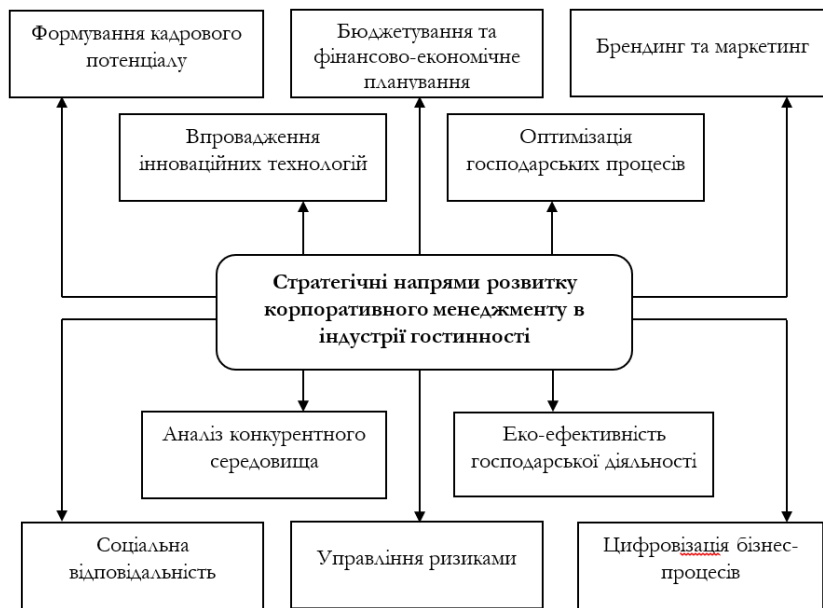 Формування кадрового
потенціалу
Бюджетування та
фінансово-економічне
планування
Брендинг та маркетинг
Впровадження
інноваційних технологій
Оптимізація
господарських процесів
Стратегічні напрями розвитку
корпоративного менеджменту в
індустрії гостинності
Аналіз конкурентного
середовища
Еко-ефективність
господарської діяльності
Соціальна
відповідальність
Управління ризиками
Цифровізація бізнес-
процесів